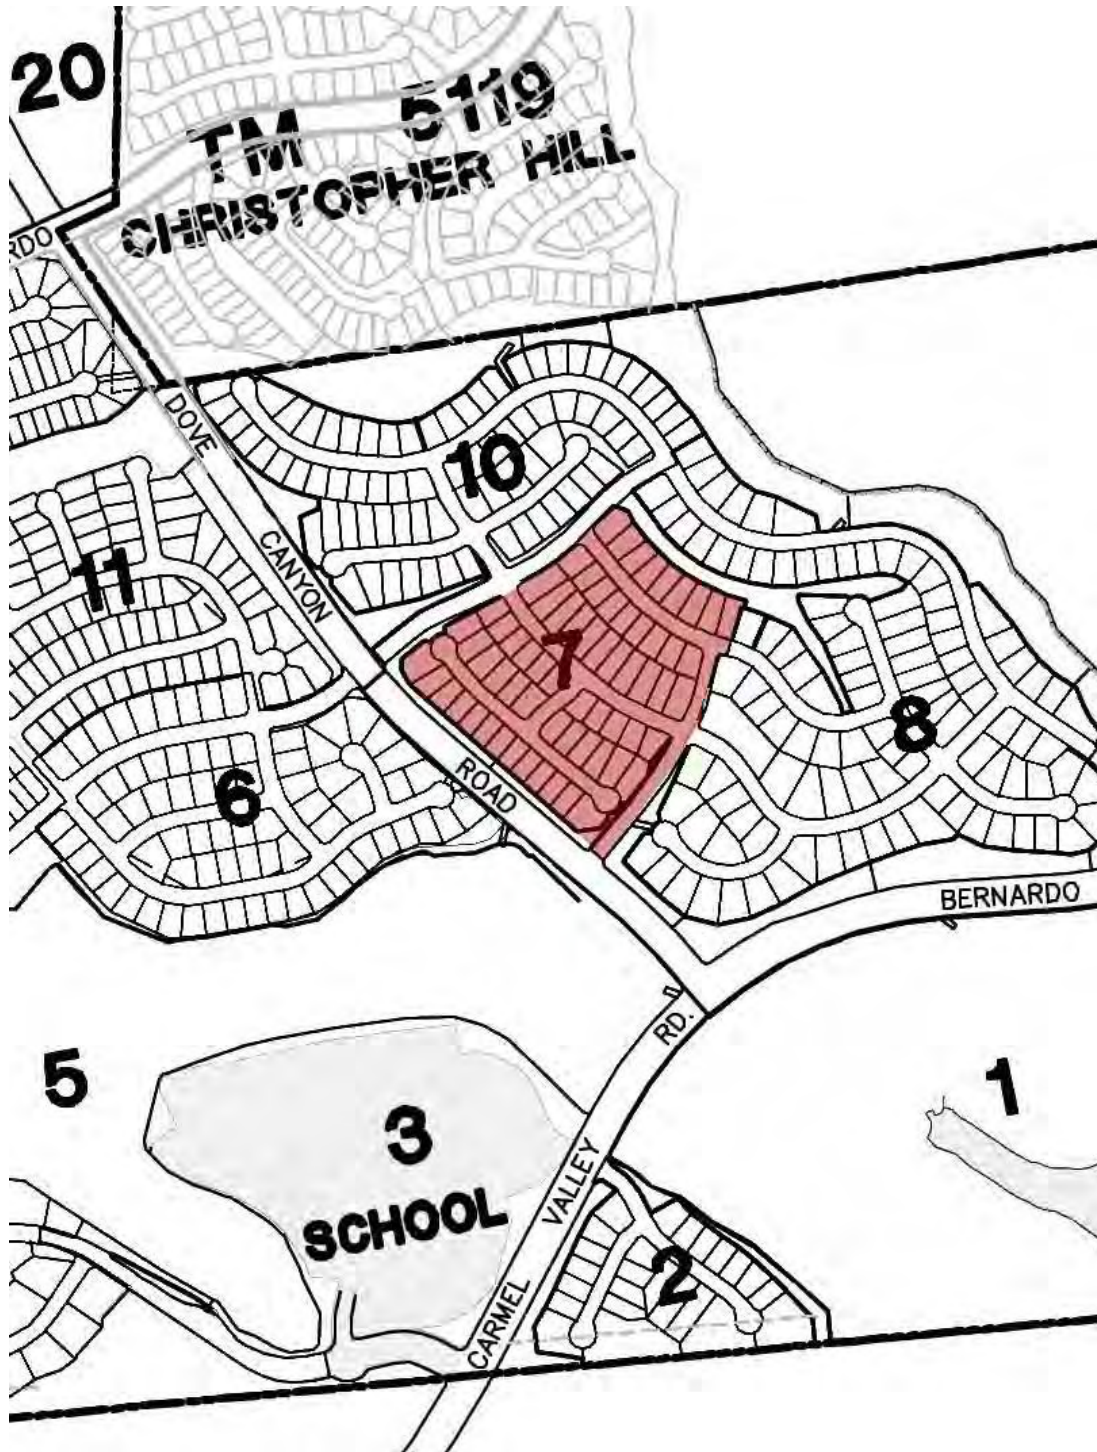 20
TM 5119
CHRISTOPHER HILL
RDO
DOVE
CANYON
ROAD
10
11
7
8
6
BERNARDO
RD.
VALLEY
CARMEL
5
3
SCHOOL
1
2